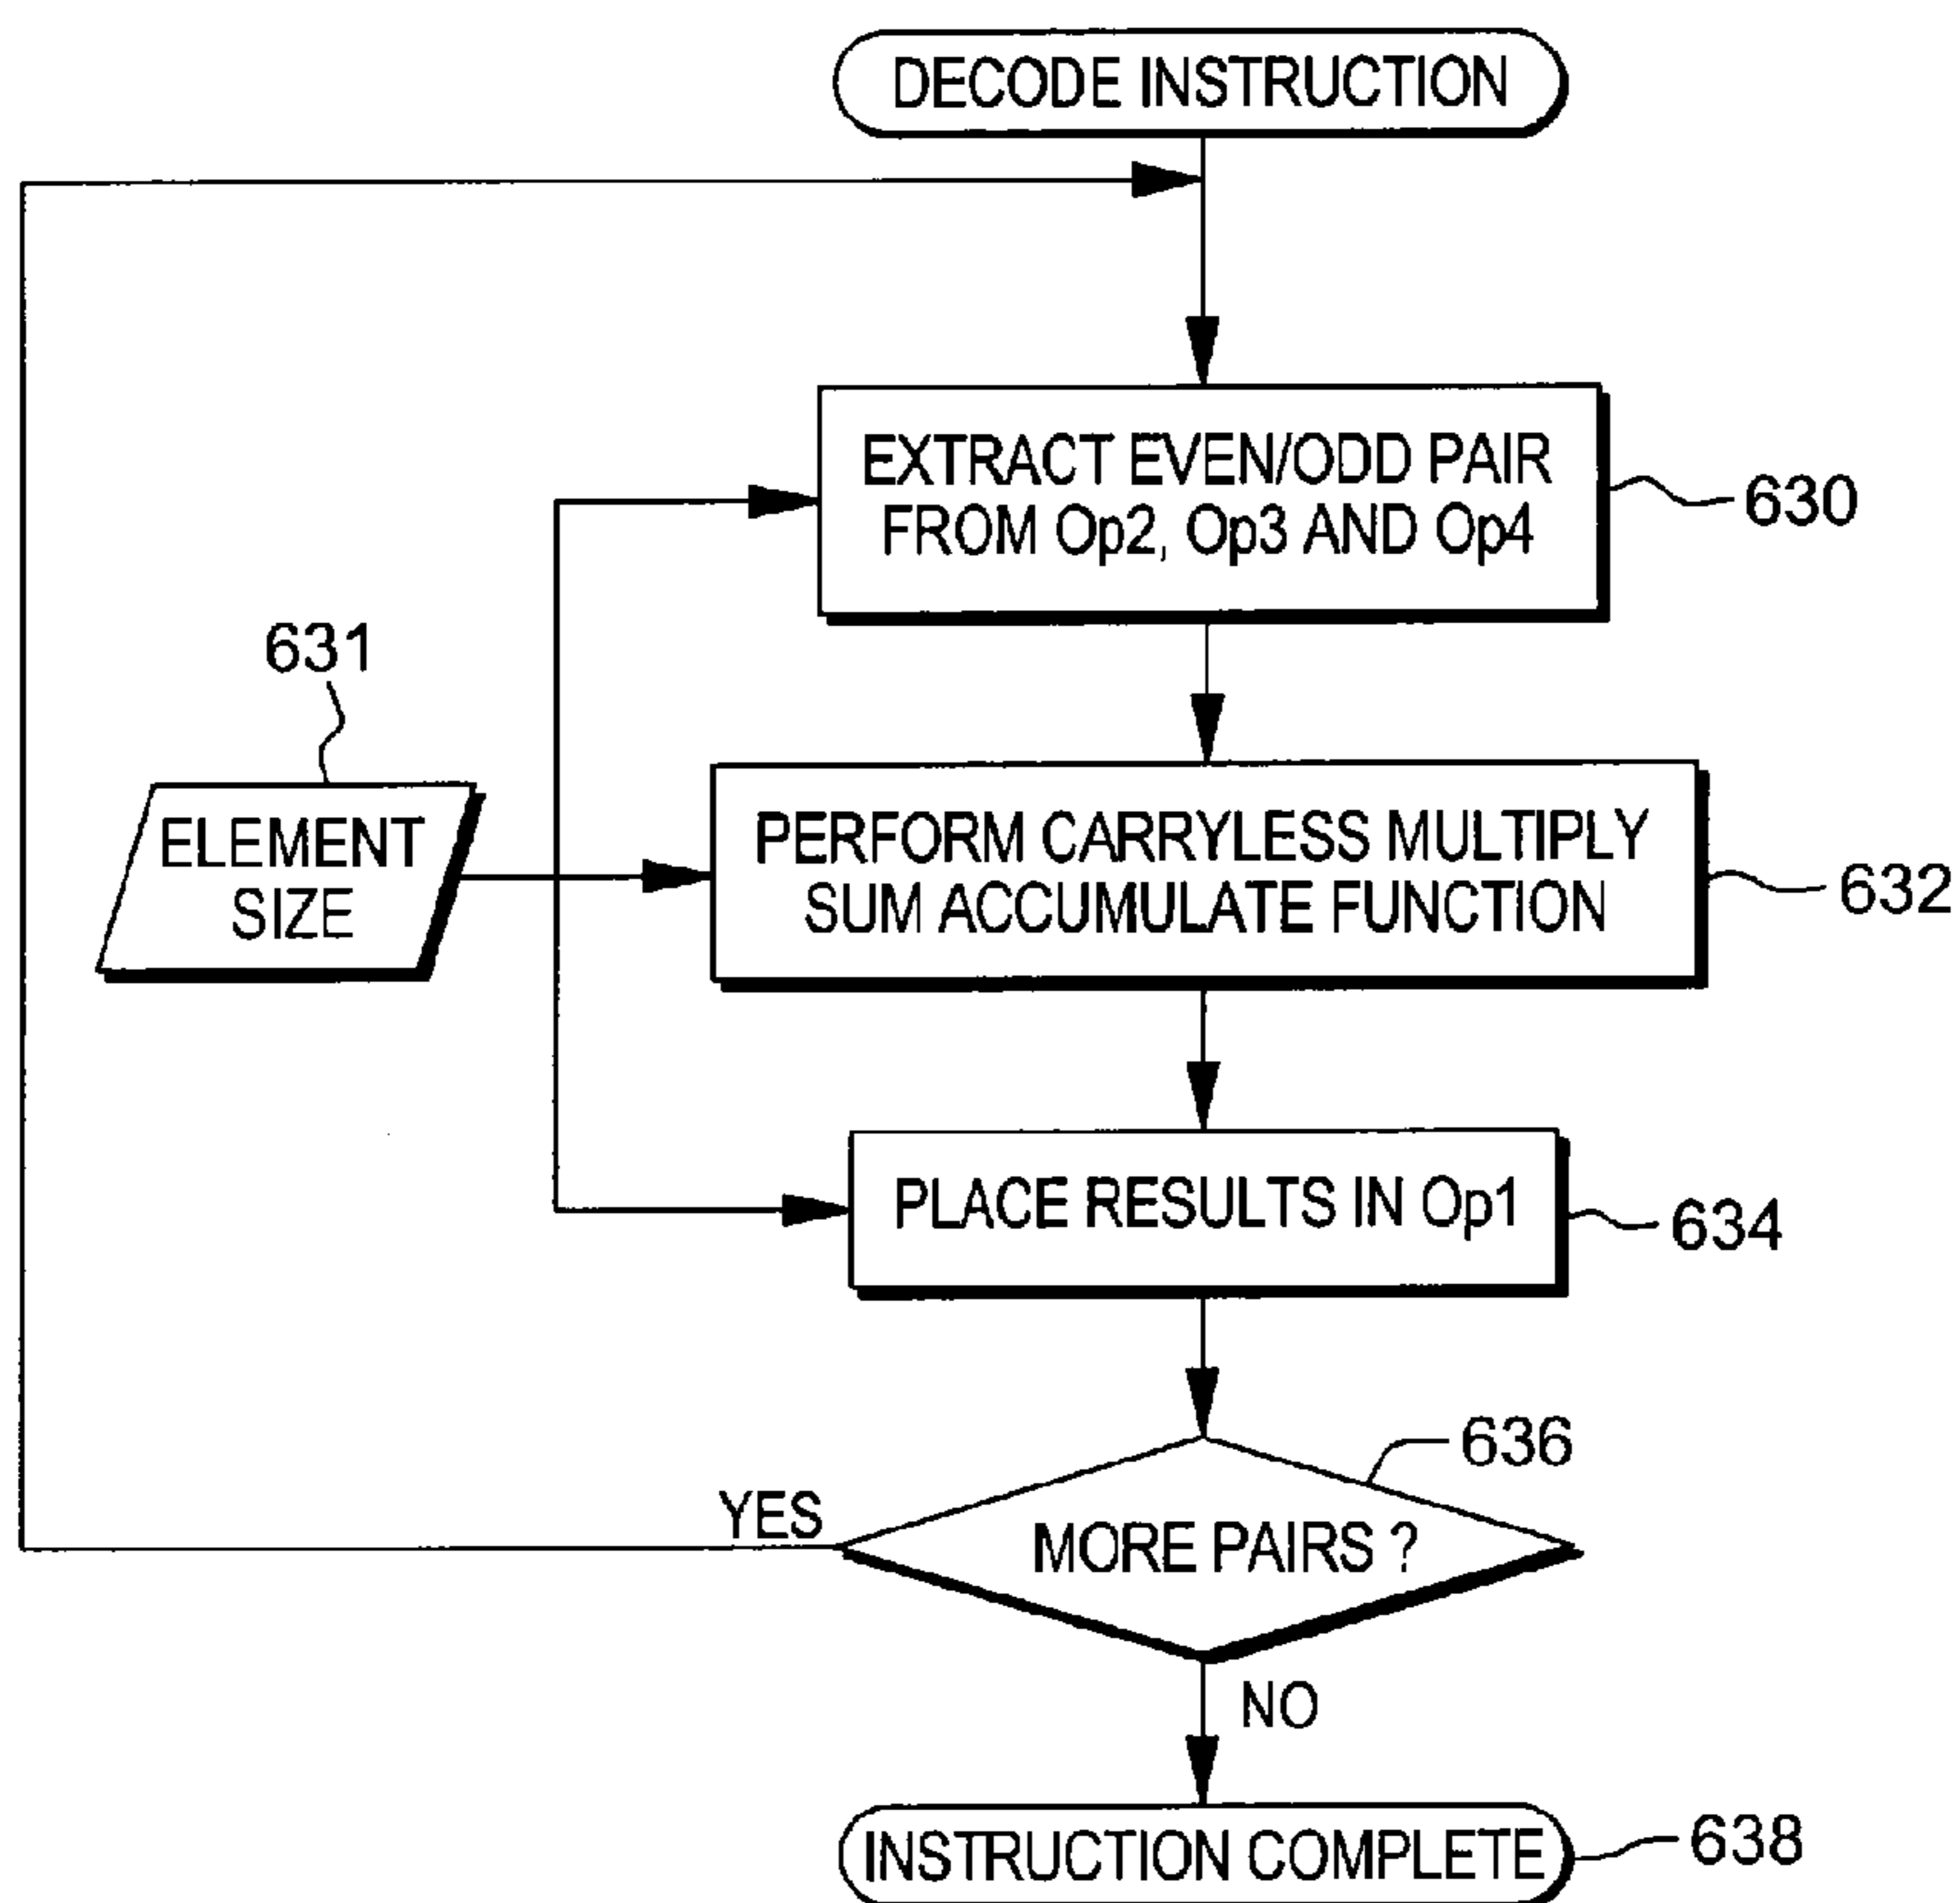 DECODE INSTRUCTION
EXTRACT EVEN/ODD PAIR
FROM Op2, Op3 AND Op4
630
631
ELEMENT
SIZE
PERFORM CARRYLESS MULTIPLY
SUM ACCUMULATE FUNCTION
632
PLACE RESULTS IN Op1
634
636
YES
MORE PAIRS ?
NO
INSTRUCTION COMPLETE
638